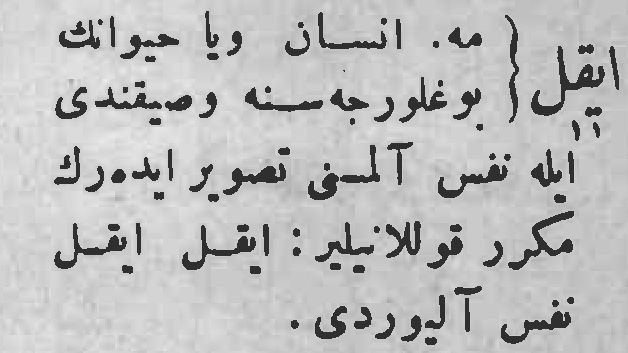 ایقل { مه. انسان ویا حیوانك
بوغلورجه‌سنه وصیقندی
ایله نفس آلمسنی تصویر ایده‌رك
مكرر قوللانیلیر: ایقل ایقل
نفس آلیوردی.